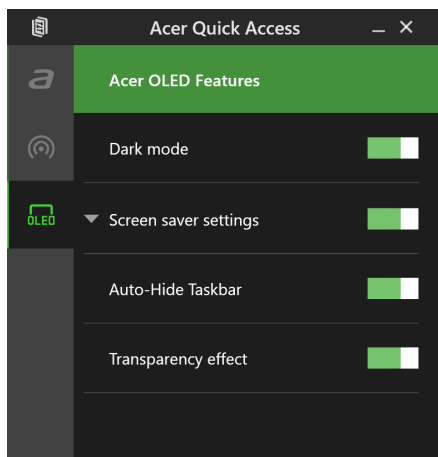 Acer Quick Access
a
Acer OLED Features
Dark mode
OLED
Screen saver settings
Auto-Hide Taskbar
Transparency effect